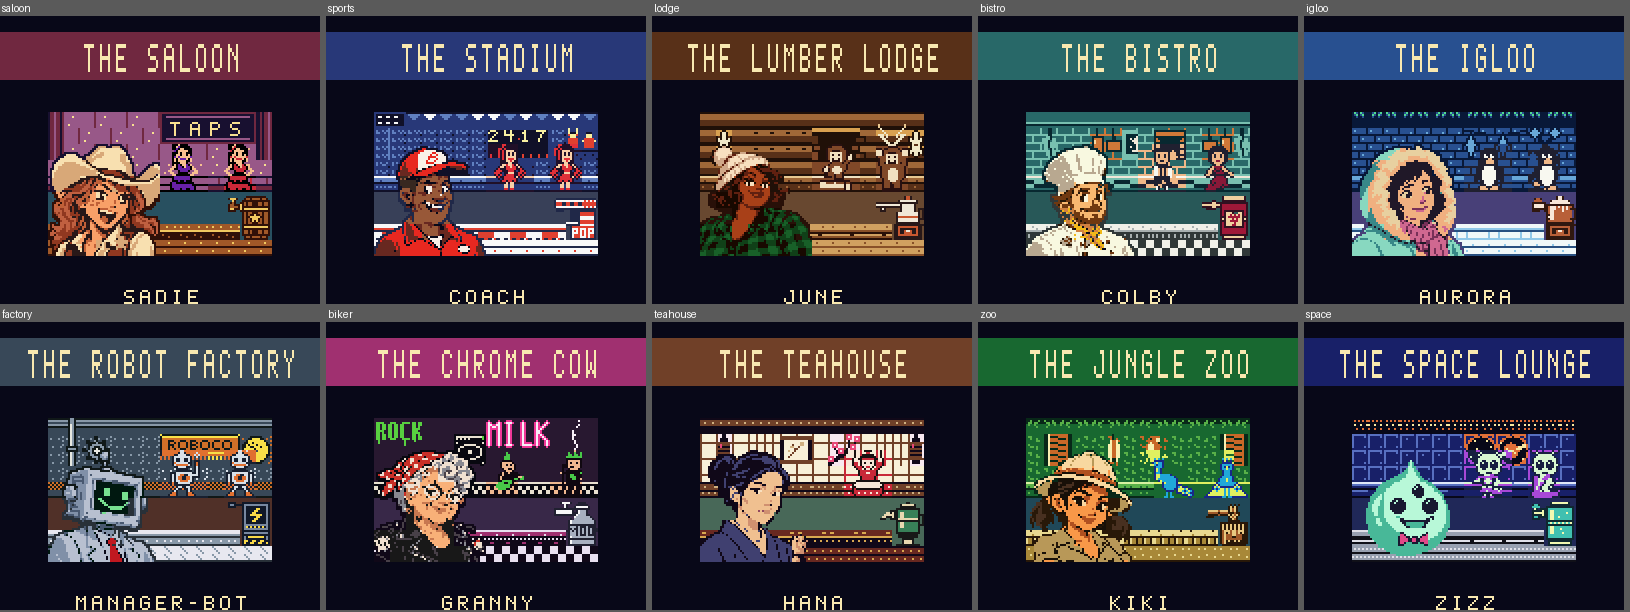 saloon
sports
lodge
bistro
igloo
THE SALOON
THE STADIUM
THE LUMBER LODGE
THE BISTRO
THE IGLOO
TAPS
2417
POP
SADIE
COACH
JUNE
COLBY
AURORA
factory
biker
teahouse
zoo
space
THE ROBOT FACTORY
THE CHROME COW
THE TEAHOUSE
THE JUNGLE ZOO
THE SPACE LOUNGE
ROBOCO
ROCK
MILK
MANAGER-BOT
GRANNY
HANA
KIKI
ZIZZ